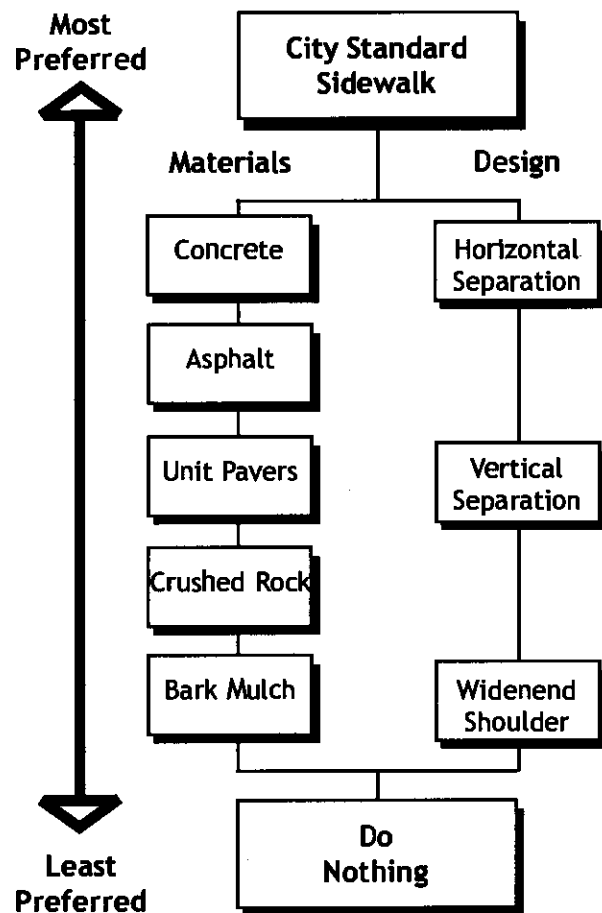 Most
Preferred
City Standard
Sidewalk
Materials
Design
Concrete
Horizontal
Separation
Asphalt
Unit Pavers
Vertical
Separation
Crushed Rock
Bark Mulch
Widenend
Shoulder
Do
Nothing
Least
Preferred